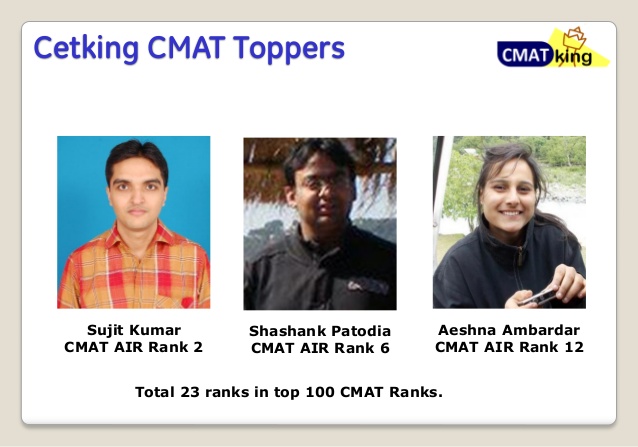 Cetking CMAT Toppers
CMAT king
Sujit Kumar
CMAT AIR Rank 2
Shashank Patodia
CMAT AIR Rank 6
Aeshna Ambardar
CMAT AIR Rank 12
Total 23 ranks in top 100 CMAT Ranks.